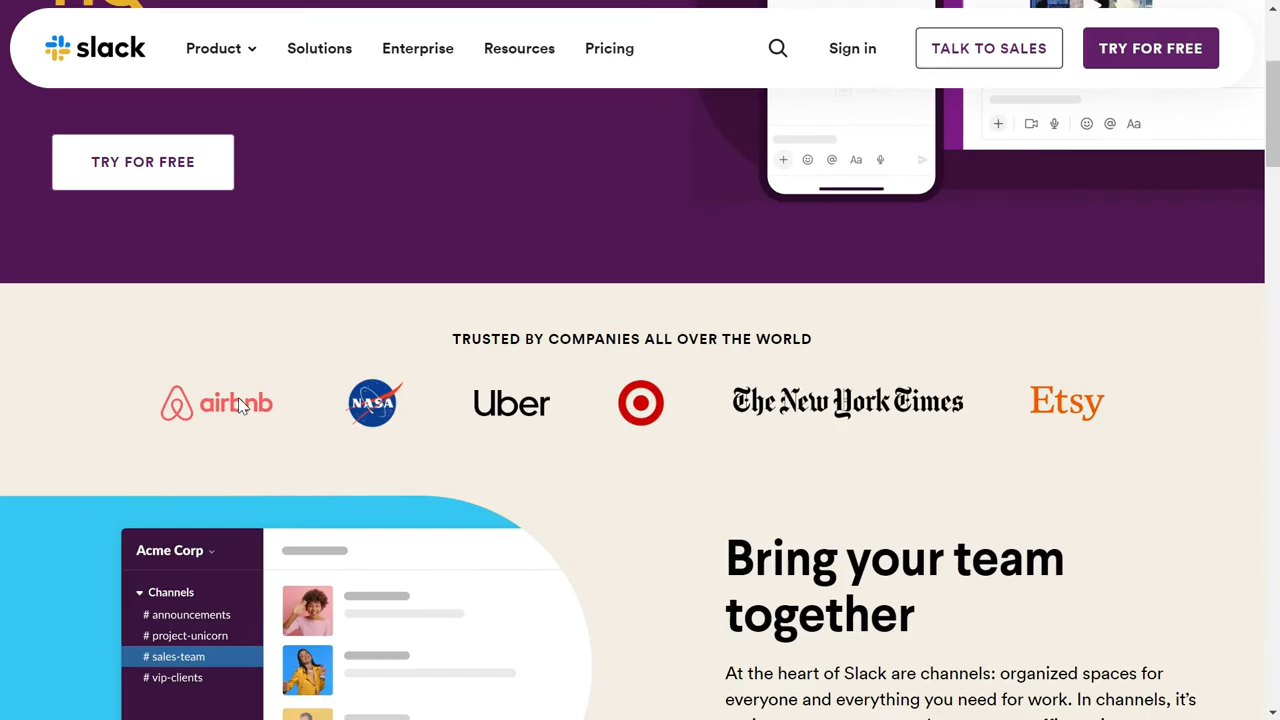 slack Product Solutions Enterprise Resources Pricing Sign in TALK TO SALES TRY FOR FREE
Aa
TRY FOR FREE
Aa
TRUSTED BY COMPANIES ALL OVER THE WORLD
airbnb NASA Uber The New York Times Etsy
Acme Corp
Channels
# announcements
# project-unicorn
# sales-team
# vip-clients
Bring your team
together
At the heart of Slack are channels: organized spaces for
everyone and everything you need for work. In channels, it's